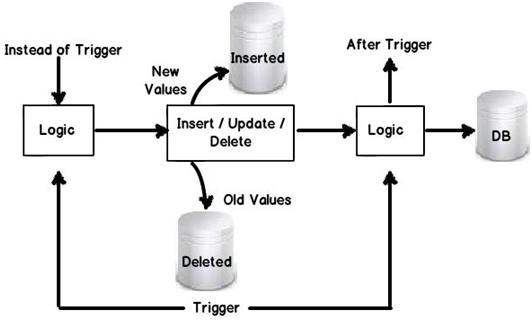 Instead of Trigger
New
Values
Inserted
After Trigger
Logic
Insert / Update /
Delete
Logic
DB
Old Values
Deleted
Trigger